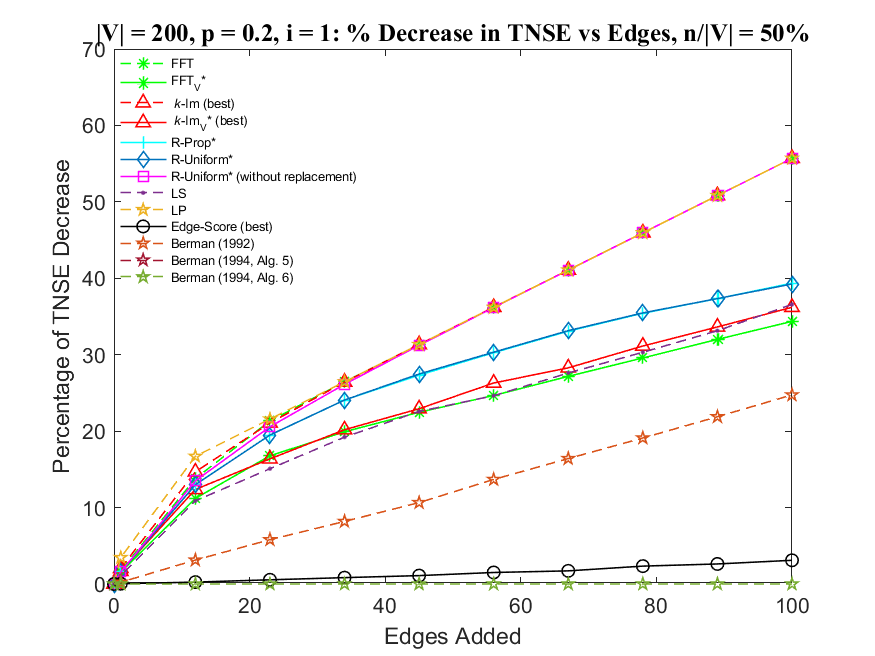 |V| = 200, p = 0.2, i = 1: % Decrease in TNSE vs Edges, n/|V| = 50%
70
60
50
40
30
20
10
0
Percentage of TNSE Decrease
FFT
FFT_V*
k-lm (best)
k-lm_V* (best)
R-Prop*
R-Uniform*
R-Uniform* (without replacement)
LS
LP
Edge-Score (best)
Berman (1992)
Berman (1994, Alg. 5)
Berman (1994, Alg. 6)
0 20 40 60 80 100
Edges Added